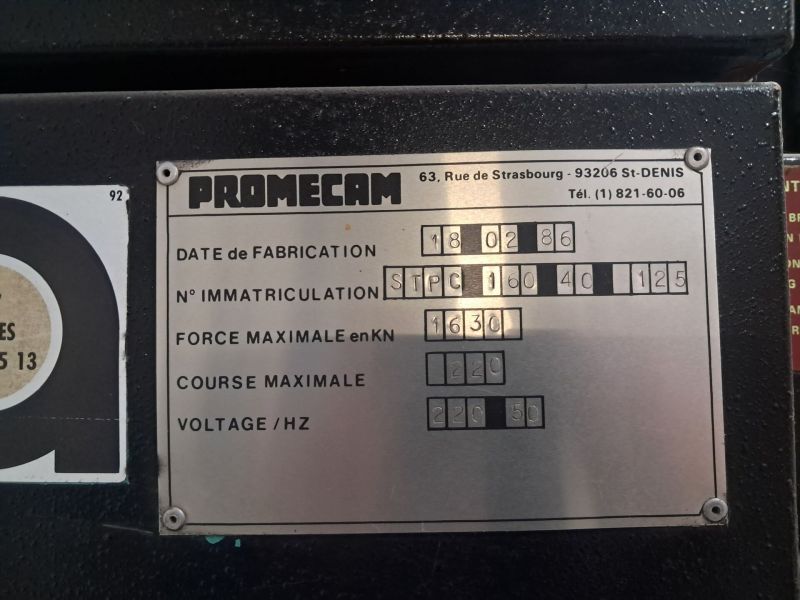 92
ES
5 13
PROMECAM
63, Rue de Strasbourg - 93206 St-DENIS
Tél. (1) 821-60-06
DATE de FABRICATION 18 02 86
N° IMMATRICULATION STPC 160 40 125
FORCE MAXIMALE en KN 1630
COURSE MAXIMALE 220
VOLTAGE / HZ 220 50